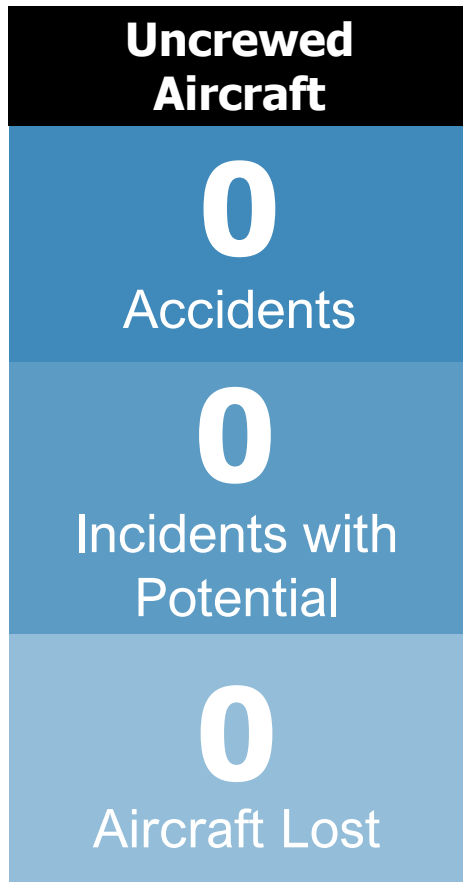 Uncrewed
Aircraft
0
Accidents
0
Incidents with
Potential
0
Aircraft Lost